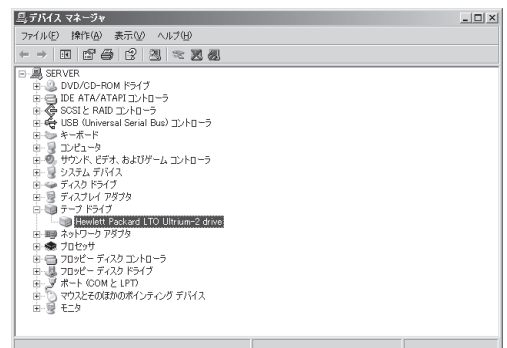 デバイス マネージャ
ファイル(F) 操作(A) 表示(V) ヘルプ(H)
SERVER
DVD/CD-ROM ドライブ
IDE ATA/ATAPI コントローラ
SCSI と RAID コントローラ
USB (Universal Serial Bus) コントローラ
キーボード
コンピュータ
サウンド、ビデオ、およびゲーム コントローラ
システム デバイス
ディスク ドライブ
ディスプレイ アダプタ
テープ ドライブ
Hewlett Packard LTO Ultrium-2 drive
ネットワーク アダプタ
プロセッサ
フロッピー ディスク コントローラ
フロッピー ディスク ドライブ
ポート (COM と LPT)
マウスとそのほかのポインティング デバイス
モニタ